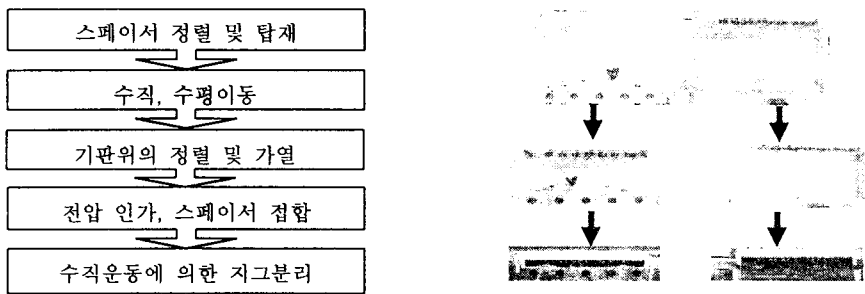 스페이서 정렬 및 탑재
수직, 수평이동
기판위의 정렬 및 가열
전압 인가, 스페이서 접합
수직운동에 의한 지그분리